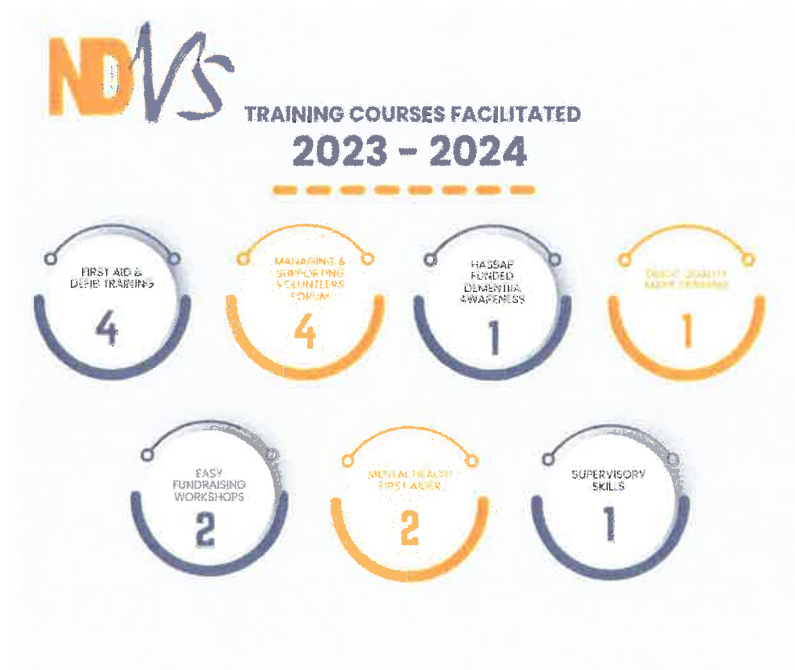 NDVS
TRAINING COURSES FACILITATED
2023 - 2024
FIRST AID &
DEFIB TRAINING
4
MANAGING &
SUPPORTING
VOLUNTEERS
FORUM
4
HASSAP
FUNDED
DEMENTIA
AWARENESS
1
QUALITY
1
EASY
FUNDRAISING
WORKSHOPS
2
MENTAL HEALTH
FIRST AIDER
2
SUPERVISORY
SKILLS
1